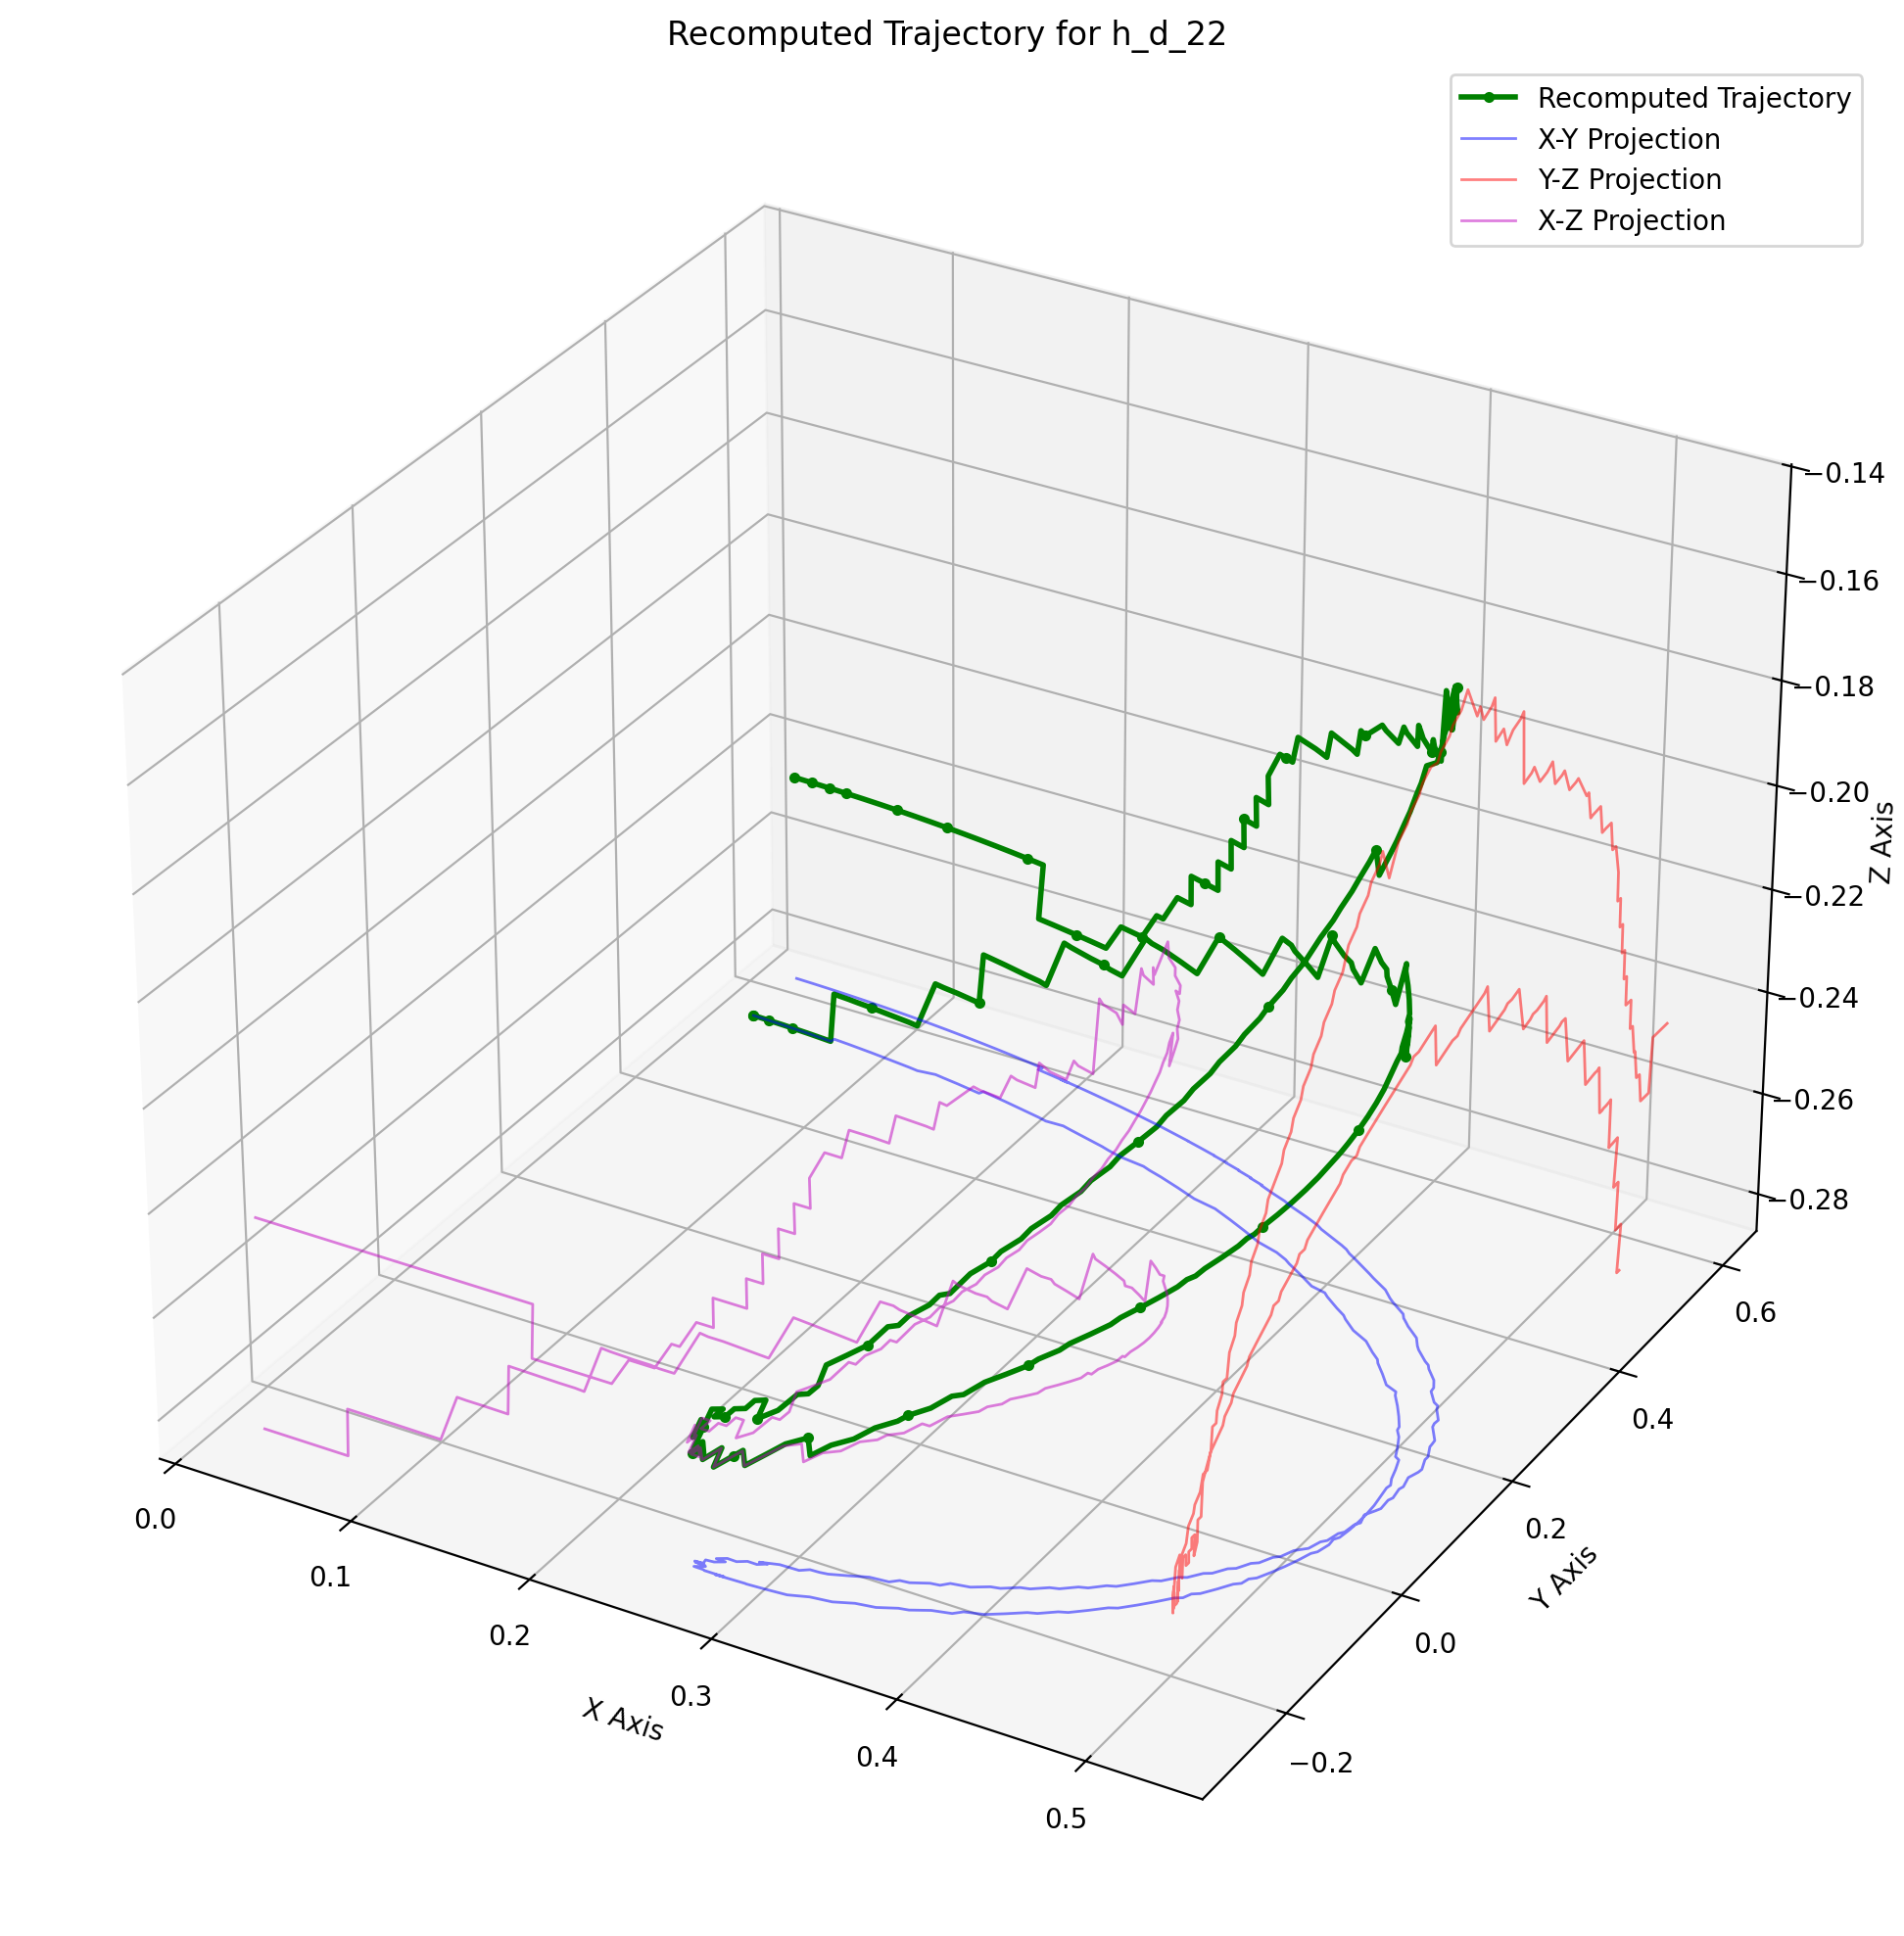 Recomputed Trajectory for h_d_22
Recomputed Trajectory
X-Y Projection
Y-Z Projection
X-Z Projection
−0.14
−0.16
−0.18
−0.20
−0.22
−0.24
−0.26
−0.28
Z Axis
0.6
0.4
0.2
0.0
−0.2
Y Axis
0.0
0.1
0.2
0.3
0.4
0.5
X Axis